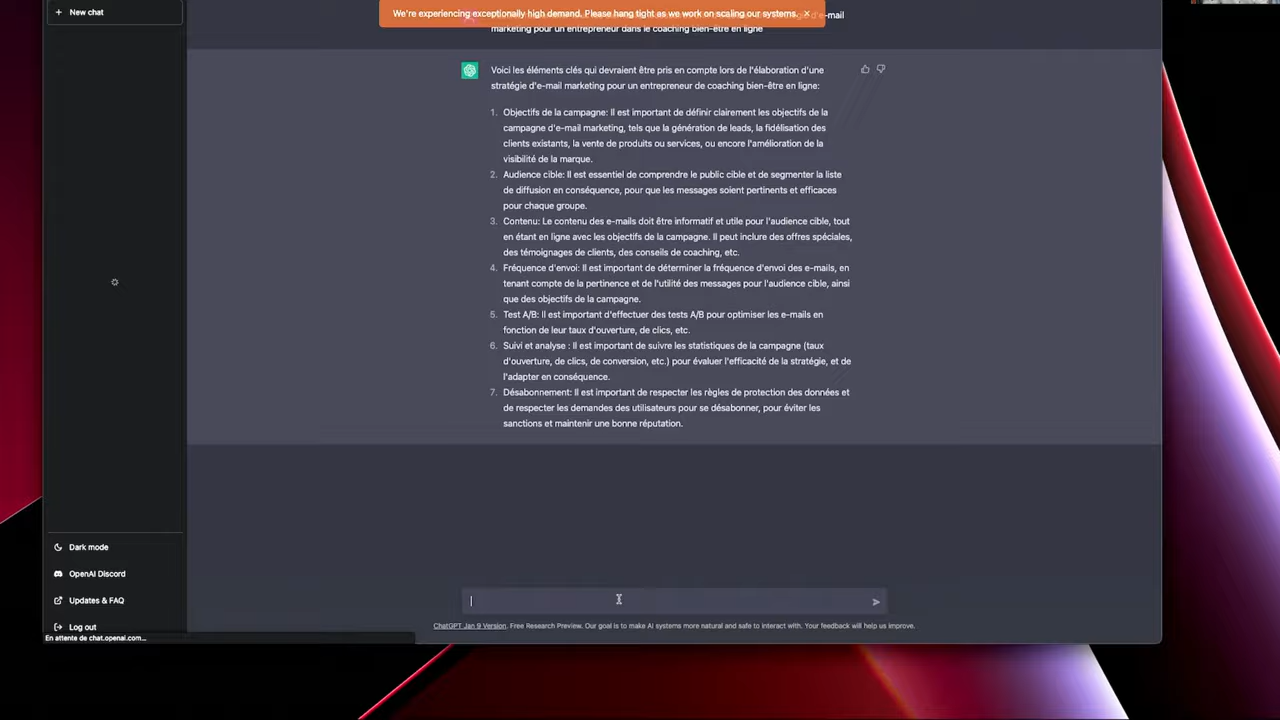 New chat
We're experiencing exceptionally high demand. Please hang tight as we work on scaling our systems.
e-mail
marketing pour un entrepreneur dans le coaching bien-être en ligne
Voici les éléments clés qui devraient être pris en compte lors de l'élaboration d'une
stratégie d'e-mail marketing pour un entrepreneur de coaching bien-être en ligne:
1. Objectifs de la campagne: Il est important de définir clairement les objectifs de la
campagne d'e-mail marketing, tels que la génération de leads, la fidélisation des
clients existants, la vente de produits ou services, ou encore l'amélioration de la
visibilité de la marque.
2. Audience cible: Il est essentiel de comprendre le public cible et de segmenter la liste
de diffusion en conséquence, pour que les messages soient pertinents et efficaces
pour chaque groupe.
3. Contenu: Le contenu des e-mails doit être informatif et utile pour l'audience cible, tout
en étant en ligne avec les objectifs de la campagne. Il peut inclure des offres spéciales,
des témoignages de clients, des conseils de coaching, etc.
4. Fréquence d'envoi: Il est important de déterminer la fréquence d'envoi des e-mails, en
tenant compte de la pertinence et de l'utilité des messages pour l'audience cible, ainsi
que des objectifs de la campagne.
5. Test A/B: Il est important d'effectuer des tests A/B pour optimiser les e-mails en
fonction de leur taux d'ouverture, de clics, etc.
6. Suivi et analyse : Il est important de suivre les statistiques de la campagne (taux
d'ouverture, de clics, de conversion, etc.) pour évaluer l'efficacité de la stratégie, et de
l'adapter en conséquence.
7. Désabonnement: Il est important de respecter les règles de protection des données et
de respecter les demandes des utilisateurs pour se désabonner, pour éviter les
sanctions et maintenir une bonne réputation.
Dark mode
OpenAI Discord
Updates & FAQ
Log out
En attente de chat.openai.com...
ChatGPT Jan 9 Version. Free Research Preview. Our goal is to make AI systems more natural and safe to interact with. Your feedback will help us improve.